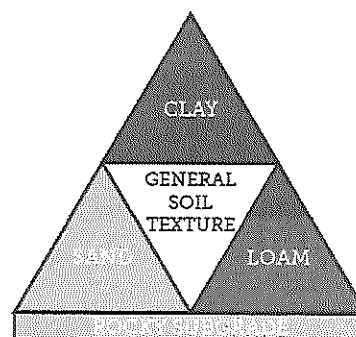 CLAY
GENERAL
SOIL
TEXTURE
SAND
LOAM
ROCKY SUBGRADE